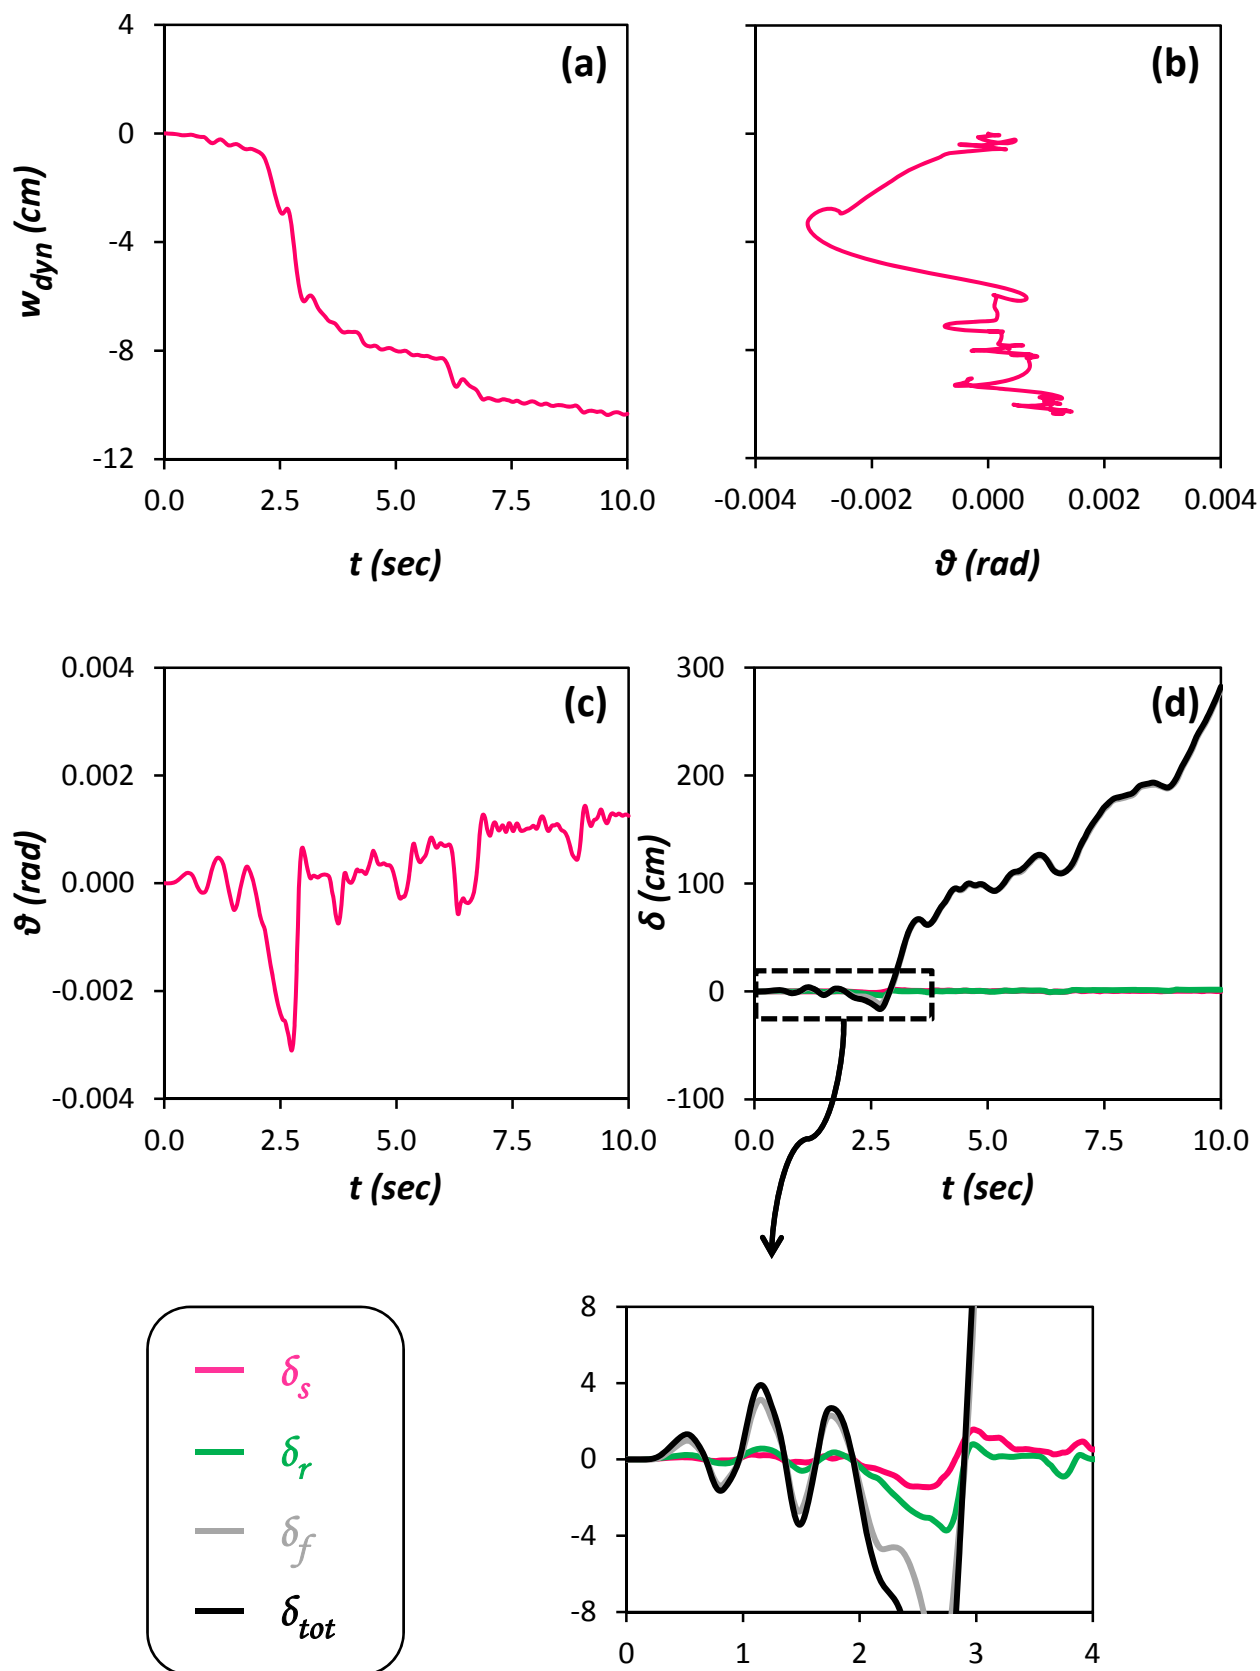 4
0
-4
-8
-12
w_dyn (cm)
(a)
0.0 2.5 5.0 7.5 10.0
t (sec)
(b)
-0.004 -0.002 0.000 0.002 0.004
ϑ (rad)
0.004
0.002
0.000
-0.002
-0.004
ϑ (rad)
(c)
0.0 2.5 5.0 7.5 10.0
t (sec)
300
200
100
0
-100
δ (cm)
(d)
0.0 2.5 5.0 7.5 10.0
t (sec)
δ_s
δ_r
δ_f
δ_tot
8
4
0
-4
-8
0 1 2 3 4